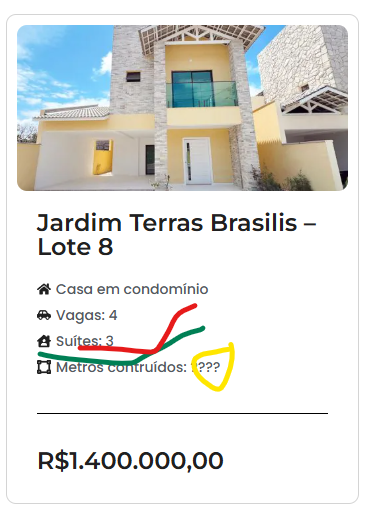 Jardim Terras Brasilis –
Lote 8
Casa em condomínio
Vagas: 4
Suítes: 3
Metros contruídos: ????
R$1.400.000,00